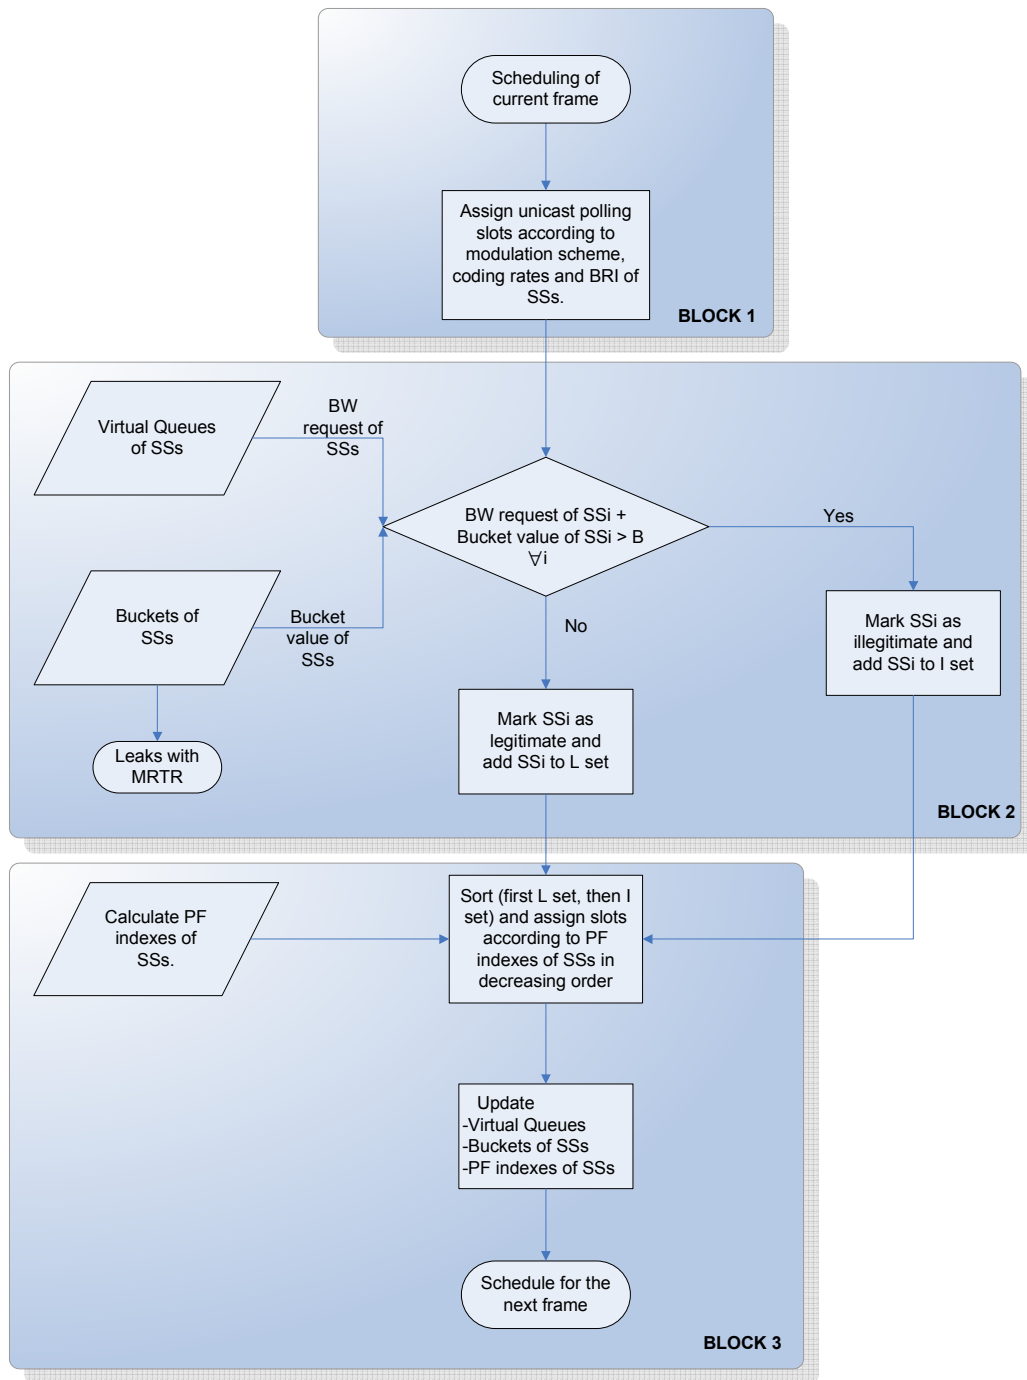 Scheduling of
current frame
Assign unicast polling
slots according to
modulation scheme,
coding rates and BRI of
SSs.
BLOCK 1
Virtual Queues
of SSs
BW
request of
SSs
BW request of SSi +
Bucket value of SSi > B
∀i
Yes
Buckets of
SSs
Bucket
value of
SSs
No
Mark SSi as
illegitimate and
add SSi to I set
Mark SSi as
legitimate and
add SSi to L set
Leaks with
MRTR
BLOCK 2
Calculate PF
indexes of
SSs.
Sort (first L set, then I
set) and assign slots
according to PF
indexes of SSs in
decreasing order
Update
-Virtual Queues
-Buckets of SSs
-PF indexes of SSs
Schedule for the
next frame
BLOCK 3